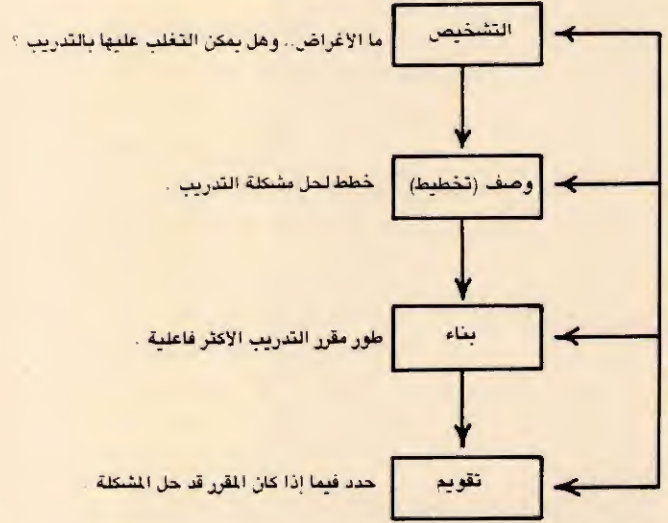 التشخيص
ما الأغراض.. وهل يمكن التغلب عليها بالتدريب ؟
وصف (تخطيط)
خطط لحل مشكلة التدريب .
بناء
طور مقرر التدريب الأكثر فاعلية .
تقويم
حدد فيما إذا كان المقرر قد حل المشكلة .